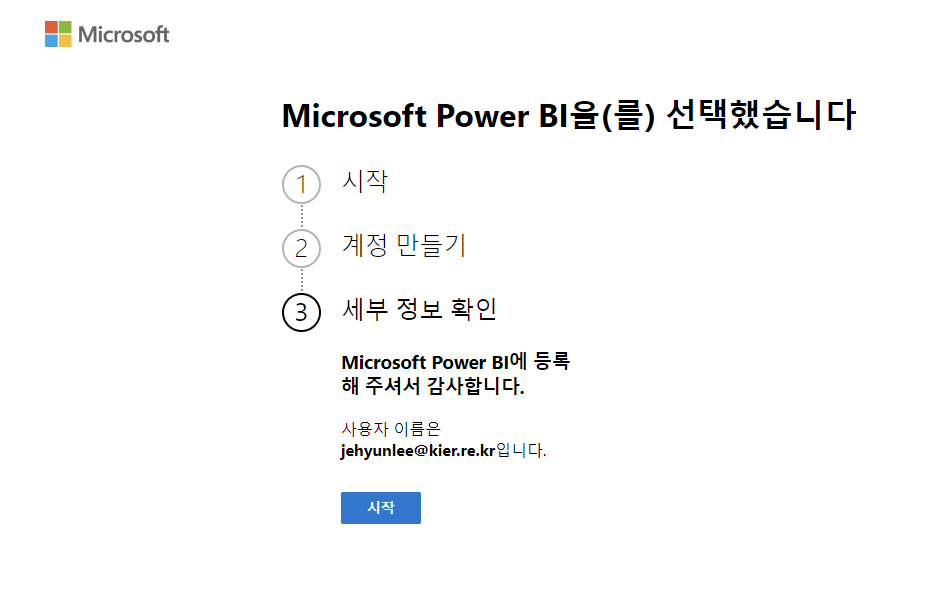 Microsoft
Microsoft Power BI을(를) 선택했습니다
1 시작
2 계정 만들기
3 세부 정보 확인
Microsoft Power BI에 등록
해 주셔서 감사합니다.
사용자 이름은
jehyunlee@kier.re.kr입니다.
시작